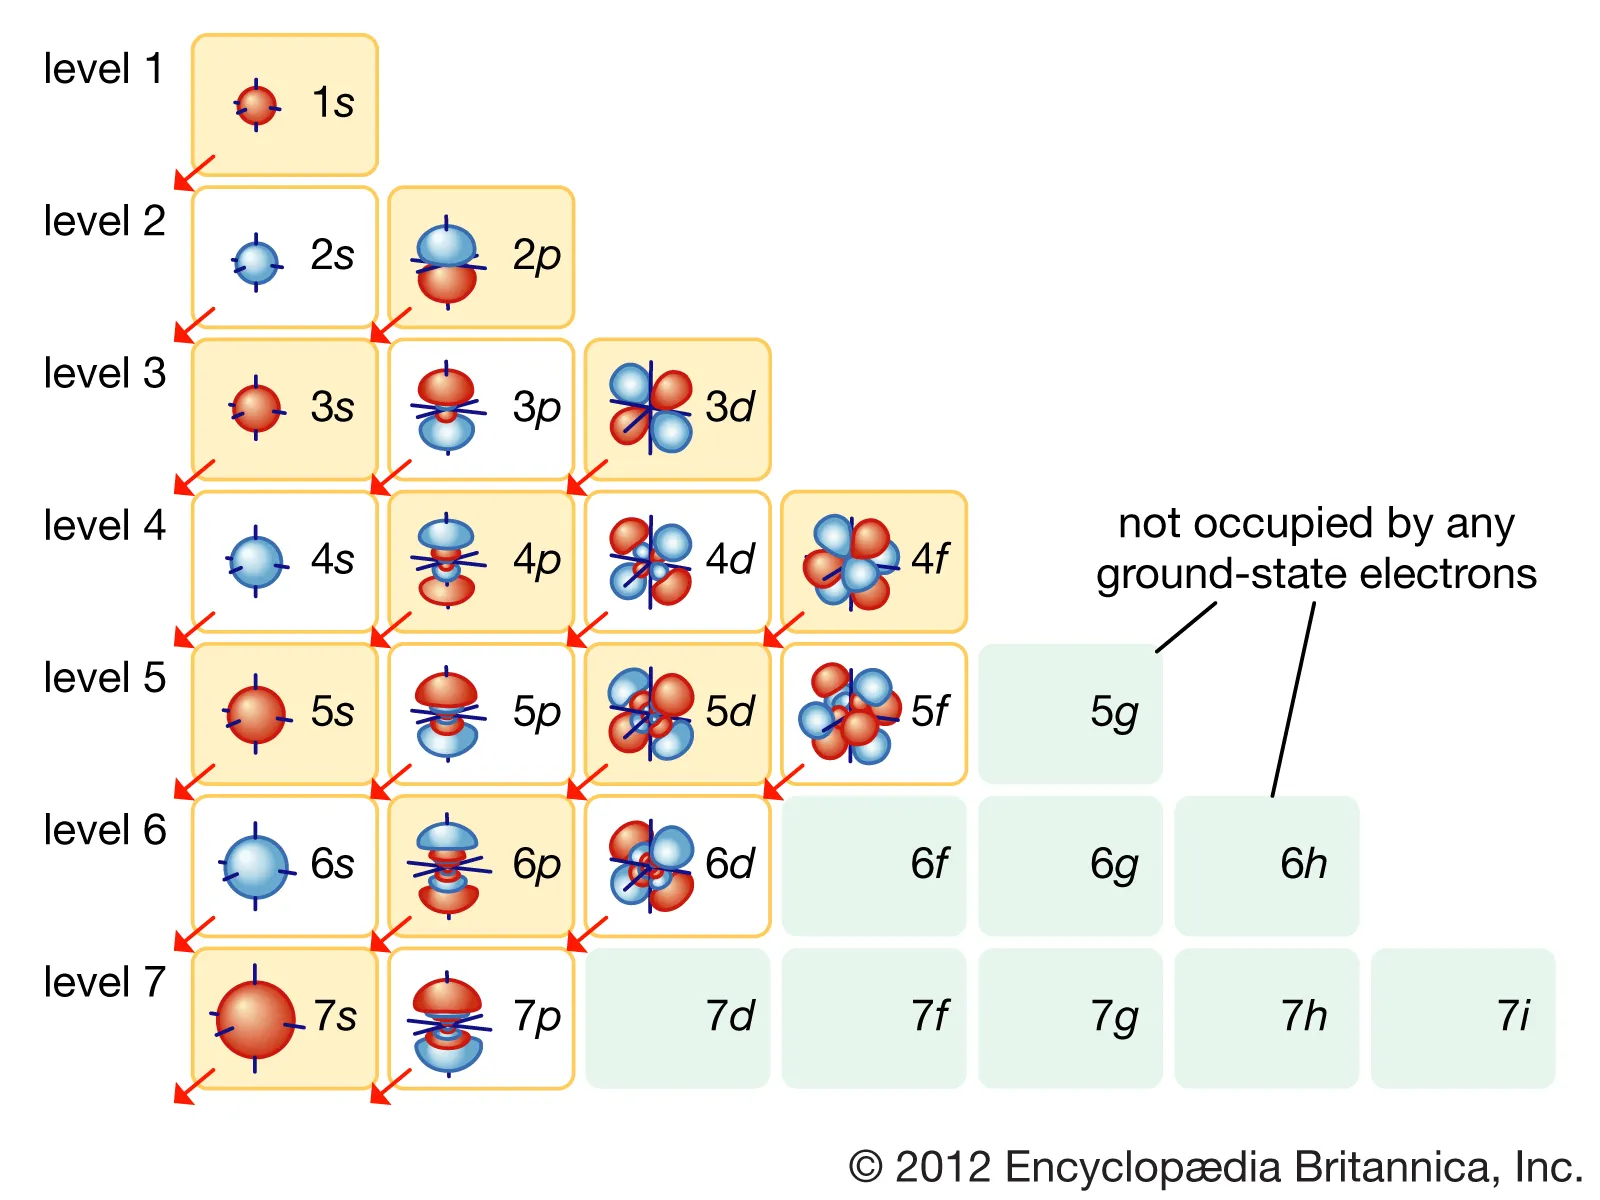 level 1
1s
level 2
2s
2p
level 3
3s
3p
3d
level 4
4s
4p
4d
4f
not occupied by any
ground-state electrons
level 5
5s
5p
5d
5f
5g
level 6
6s
6p
6d
6f
6g
6h
level 7
7s
7p
7d
7f
7g
7h
7i
© 2012 Encyclopædia Britannica, Inc.